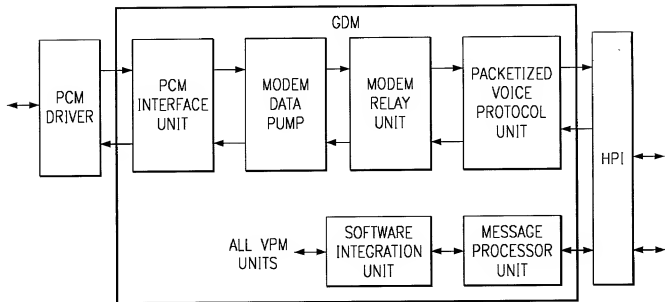 GDM
PCM
DRIVER
PCM
INTERFACE
UNIT
MODEM
DATA
PUMP
MODEM
RELAY
UNIT
PACKETIZED
VOICE
PROTOCOL
UNIT
HPI
ALL VPM
UNITS
SOFTWARE
INTEGRATION
UNIT
MESSAGE
PROCESSOR
UNIT